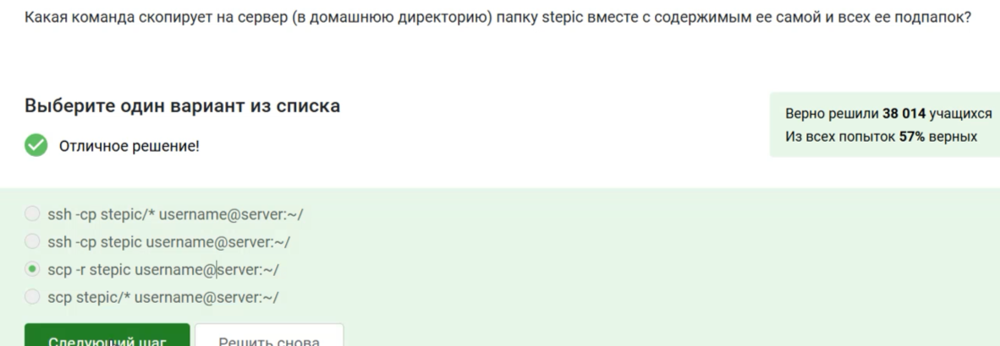 Какая команда скопирует на сервер (в домашнюю директорию) папку stepic вместе с содержимым ее самой и всех ее подпапок?
Выберите один вариант из списка
Верно решили 38 014 учащихся
Из всех попыток 57% верных
Отличное решение!
ssh -cp stepic/* username@server:~/
ssh -cp stepic username@server:~/
scp -r stepic username@server:~/
scp stepic/* username@server:~/
Следующий шаг
Решить снова